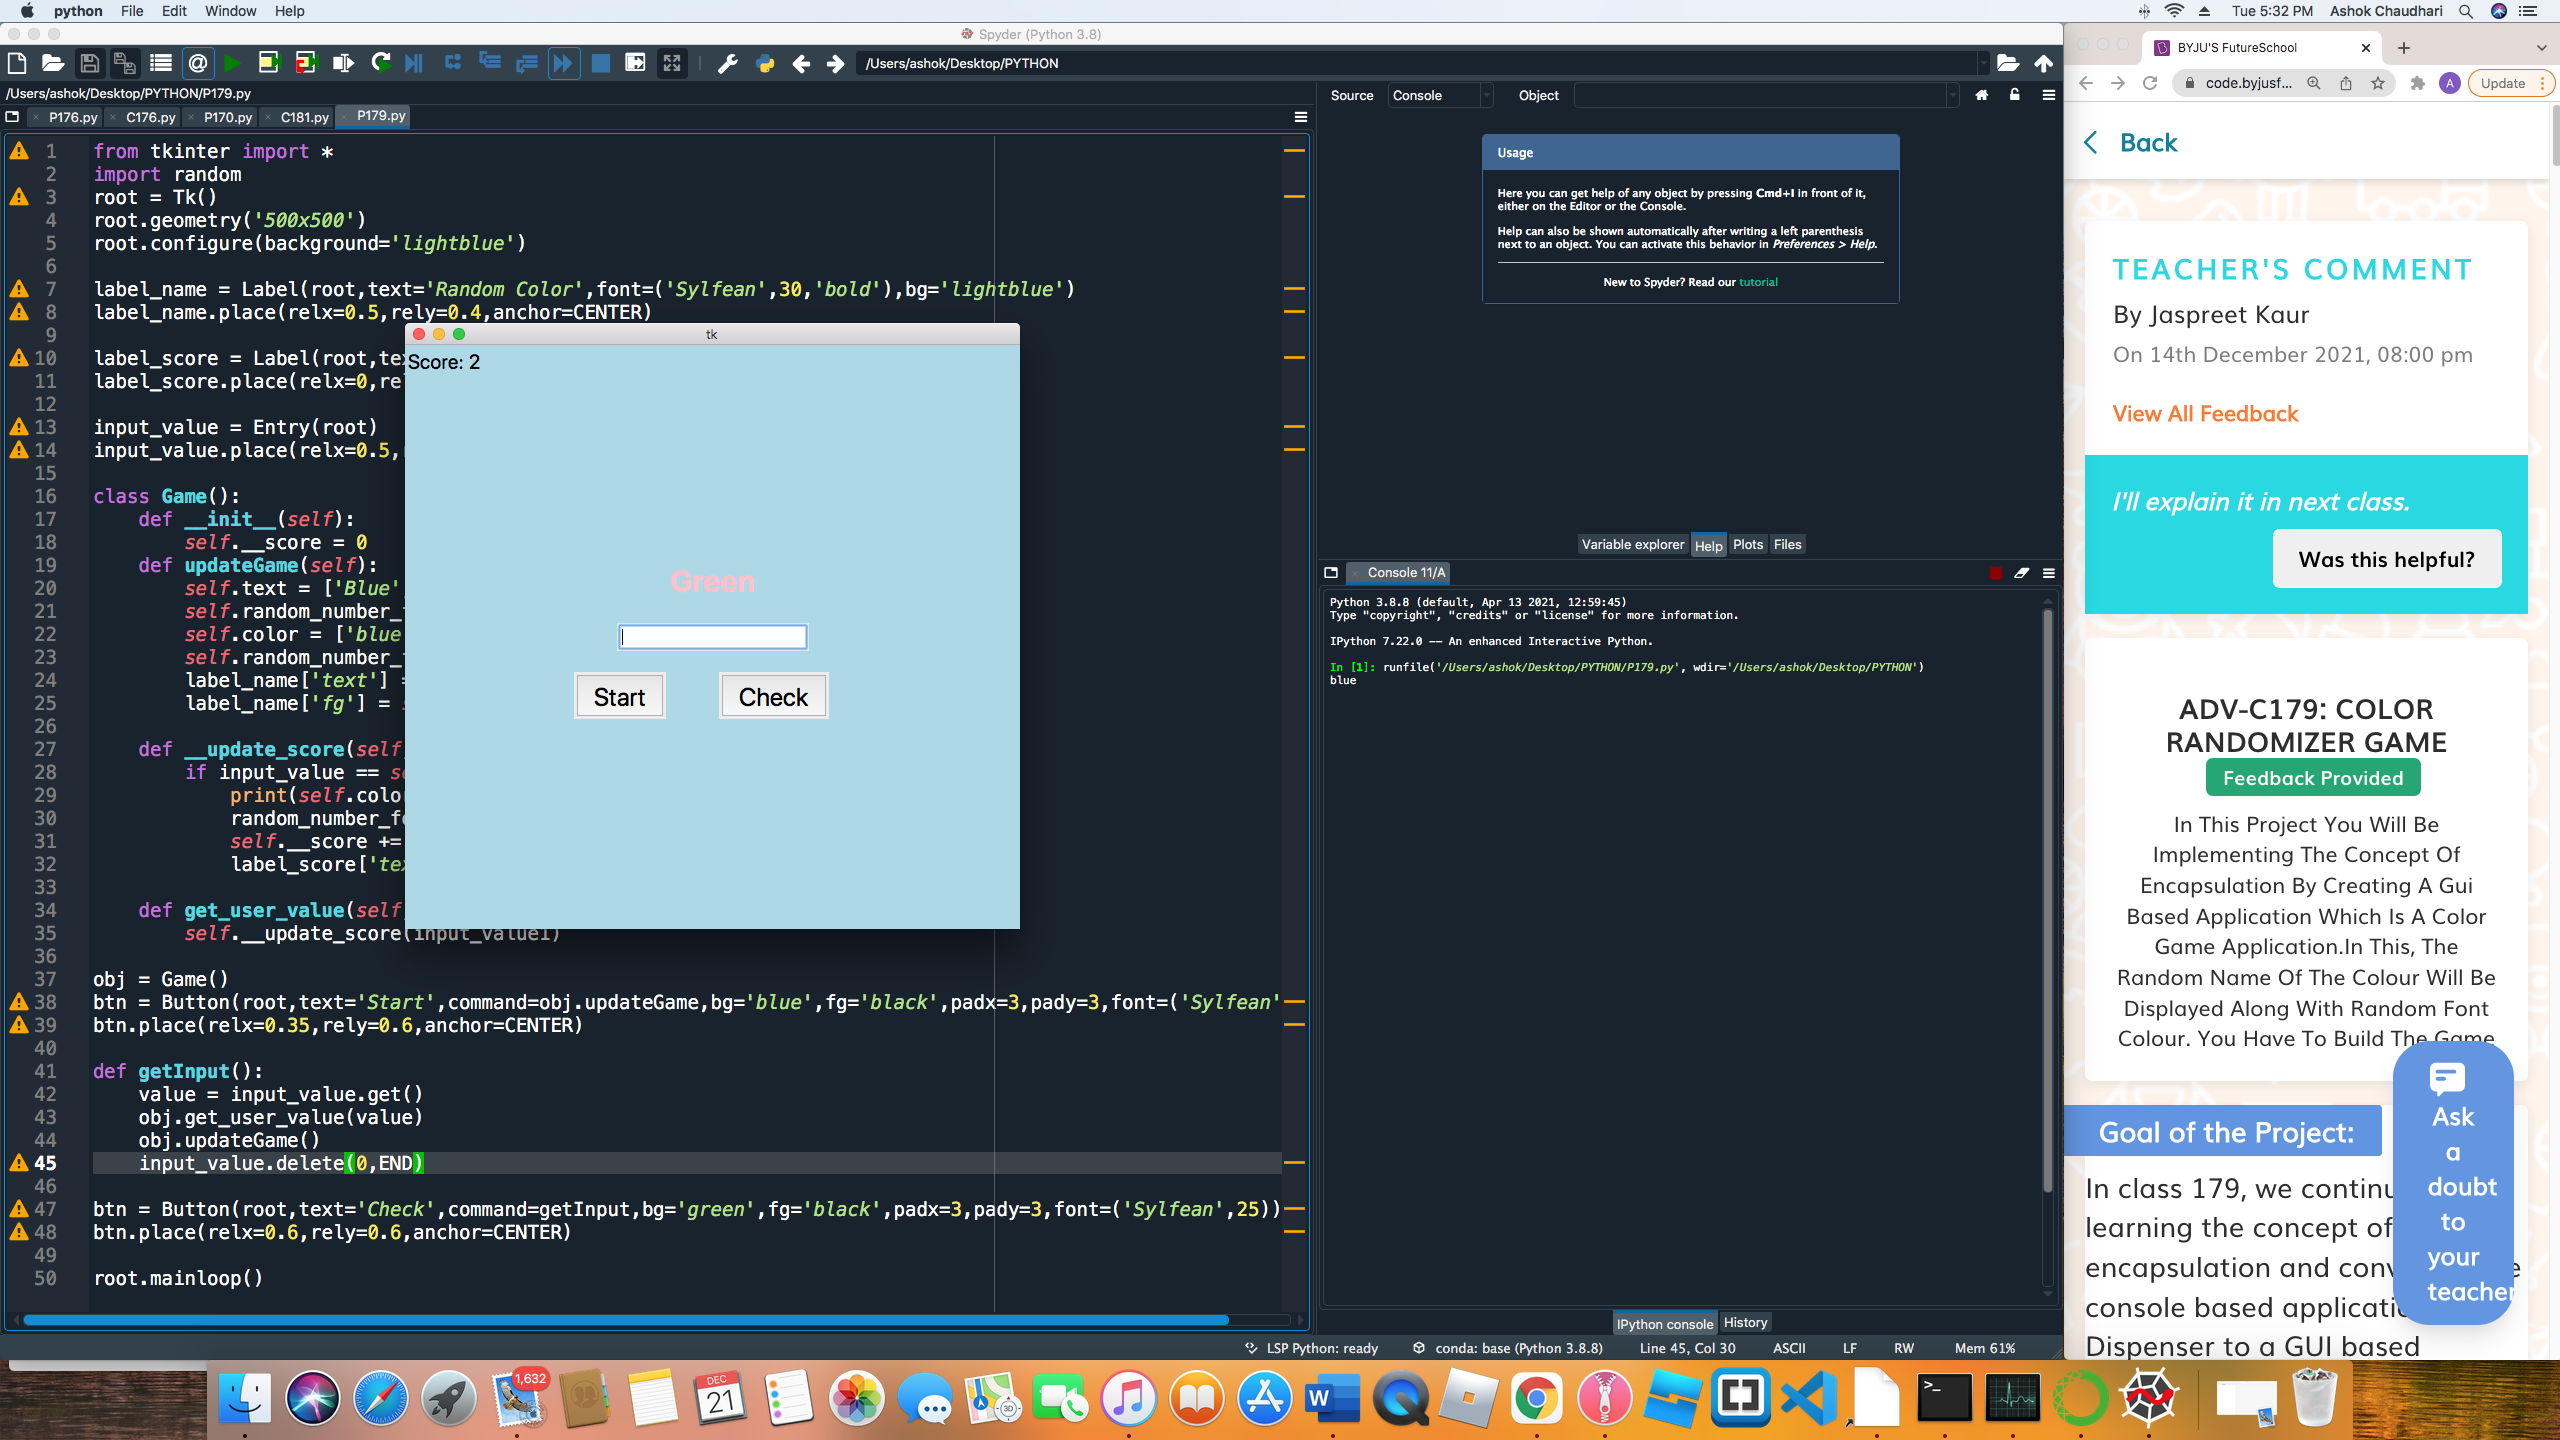 python File Edit Window Help
Tue 5:32 PM Ashok Chaudhari
Spyder (Python 3.8)
/Users/ashok/Desktop/PYTHON
/Users/ashok/Desktop/PYTHON/P179.py
P176.py C176.py P170.py C181.py P179.py
1 from tkinter import *
2 import random
3 root = Tk()
4 root.geometry('500x500')
5 root.configure(background='lightblue')
6
7 label_name = Label(root,text='Random Color',font=('Sylfean',30,'bold'),bg='lightblue')
8 label_name.place(relx=0.5,rely=0.4,anchor=CENTER)
9
10 label_score = Label(root,te
11 label_score.place(relx=0,re
12
13 input_value = Entry(root)
14 input_value.place(relx=0.5,
15
16 class Game():
17 def __init__(self):
18 self.__score = 0
19 def updateGame(self):
20 self.text = ['Blue'
21 self.random_number_
22 self.color = ['blue
23 self.random_number_
24 label_name['text'] =
25 label_name['fg'] =
26
27 def __update_score(self
28 if input_value ==
29 print(self.colo
30 random_number_f
31 self.__score +=
32 label_score['te
33
34 def get_user_value(self
35 self.__update_score(input_value1)
36
37 obj = Game()
38 btn = Button(root,text='Start',command=obj.updateGame,bg='blue',fg='black',padx=3,pady=3,font=('Sylfean'
39 btn.place(relx=0.35,rely=0.6,anchor=CENTER)
40
41 def getInput():
42 value = input_value.get()
43 obj.get_user_value(value)
44 obj.updateGame()
45 input_value.delete(0,END)
46
47 btn = Button(root,text='Check',command=getInput,bg='green',fg='black',padx=3,pady=3,font=('Sylfean',25))
48 btn.place(relx=0.6,rely=0.6,anchor=CENTER)
49
50 root.mainloop()
tk
Score: 2
Green
Start Check
Source Console Object
Usage
Here you can get help of any object by pressing Cmd+I in front of it,
either on the Editor or the Console.
Help can also be shown automatically after writing a left parenthesis
next to an object. You can activate this behavior in Preferences > Help.
New to Spyder? Read our tutorial
Variable explorer Help Plots Files
Console 11/A
Python 3.8.8 (default, Apr 13 2021, 12:59:45)
Type "copyright", "credits" or "license" for more information.
IPython 7.22.0 -- An enhanced Interactive Python.
In [1]: runfile('/Users/ashok/Desktop/PYTHON/P179.py', wdir='/Users/ashok/Desktop/PYTHON')
blue
IPython console History
LSP Python: ready conda: base (Python 3.8.8) Line 45, Col 30 ASCII LF RW Mem 61%
BYJU'S FutureSchool
code.byjusf...
A
Update
Back
TEACHER'S COMMENT
By Jaspreet Kaur
On 14th December 2021, 08:00 pm
View All Feedback
I'll explain it in next class.
Was this helpful?
ADV-C179: COLOR
RANDOMIZER GAME
Feedback Provided
In This Project You Will Be
Implementing The Concept Of
Encapsulation By Creating A Gui
Based Application Which Is A Color
Game Application.In This, The
Random Name Of The Colour Will Be
Displayed Along With Random Font
Colour. You Have To Build The Game
Goal of the Project:
In class 179, we continu
learning the concept of
encapsulation and conv e
console based applicati
Dispenser to a GUI based
Ask
a
doubt
to
your
teacher
1,632
DEC
21
3D
W
>_